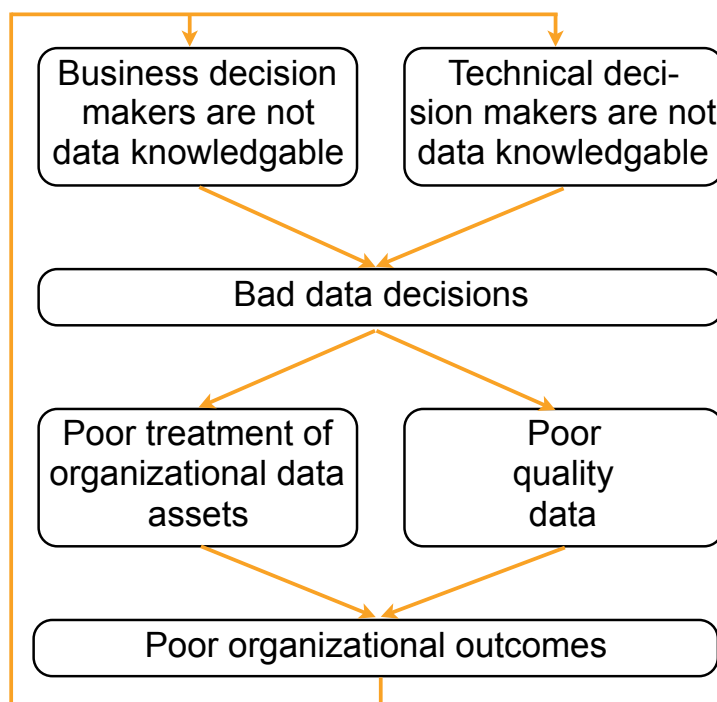 Business decision
makers are not
data knowledgable
Technical deci-
sion makers are not
data knowledgable
Bad data decisions
Poor treatment of
organizational data
assets
Poor
quality
data
Poor organizational outcomes